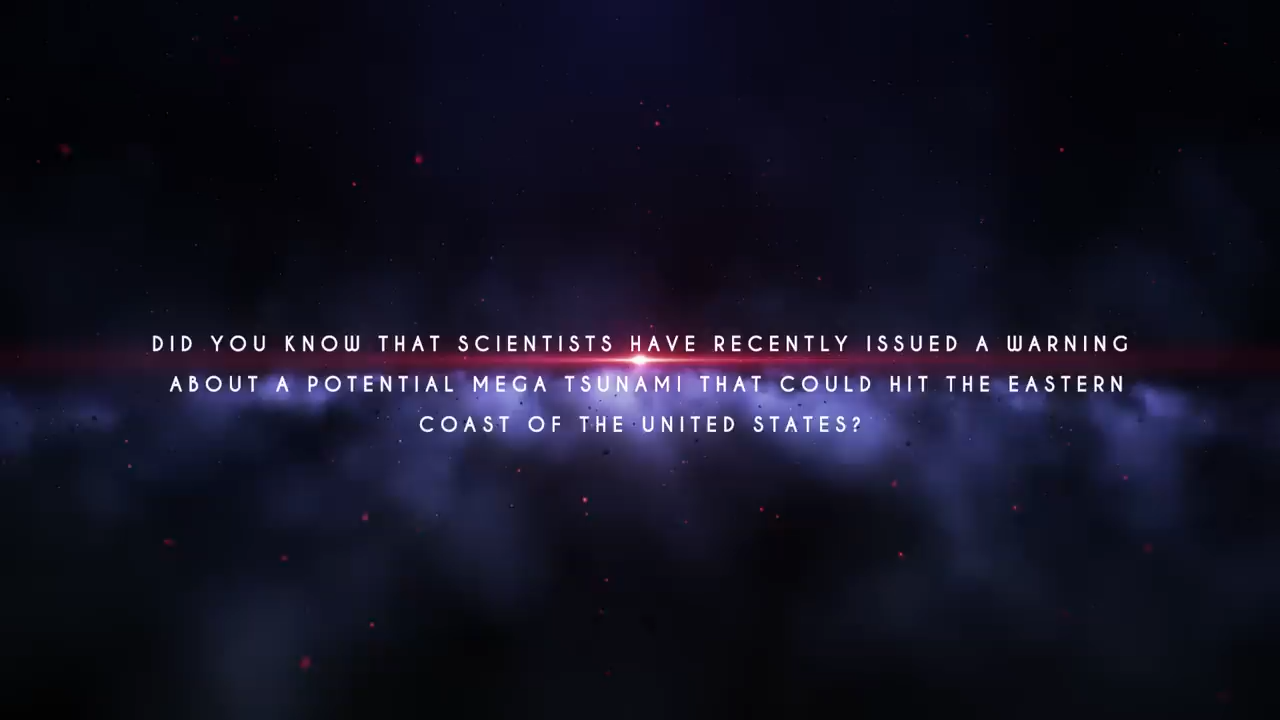 DID YOU KNOW THAT SCIENTISTS HAVE RECENTLY ISSUED A WARNING
ABOUT A POTENTIAL MEGA TSUNAMI THAT COULD HIT THE EASTERN
COAST OF THE UNITED STATES?